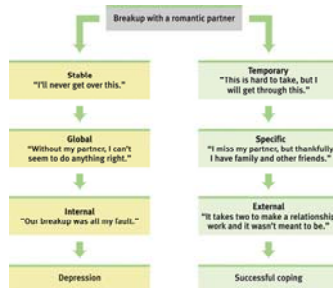 Breakup with a romantic partner
Stable
"I'll never get over this."
Temporary
"This is hard to take, but I
will get through this."
Global
"Without my partner, I can't
seem to do anything right."
Specific
"I miss my partner, but thankfully
I have family and other friends."
Internal
"Our breakup was all my fault."
External
"It takes two to make a relationship
work and it wasn't meant to be."
Depression
Successful coping